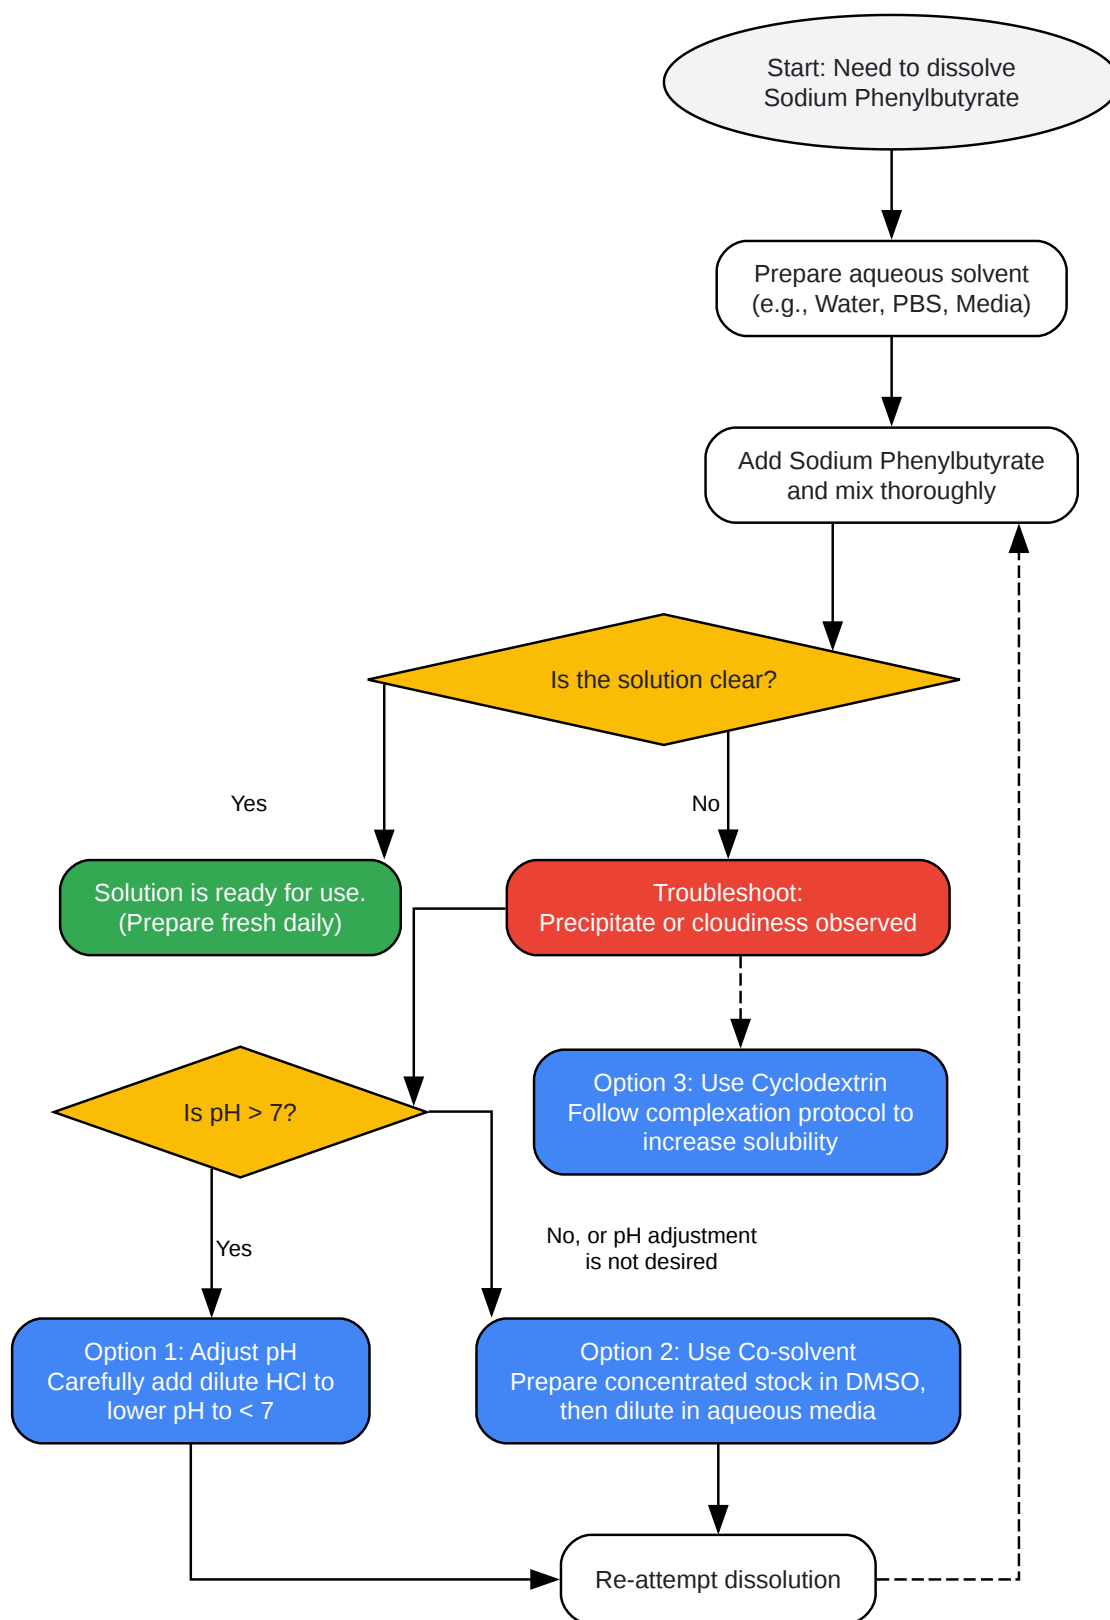 Start: Need to dissolve
Sodium Phenylbutyrate
Prepare aqueous solvent
(e.g., Water, PBS, Media)
Add Sodium Phenylbutyrate
and mix thoroughly
Is the solution clear?
Yes
No
Solution is ready for use.
(Prepare fresh daily)
Troubleshoot:
Precipitate or cloudiness observed
Is pH > 7?
Option 3: Use Cyclodextrin
Follow complexation protocol to
increase solubility
Yes
No, or pH adjustment
is not desired
Option 1: Adjust pH
Carefully add dilute HCl to
lower pH to < 7
Option 2: Use Co-solvent
Prepare concentrated stock in DMSO,
then dilute in aqueous media
Re-attempt dissolution